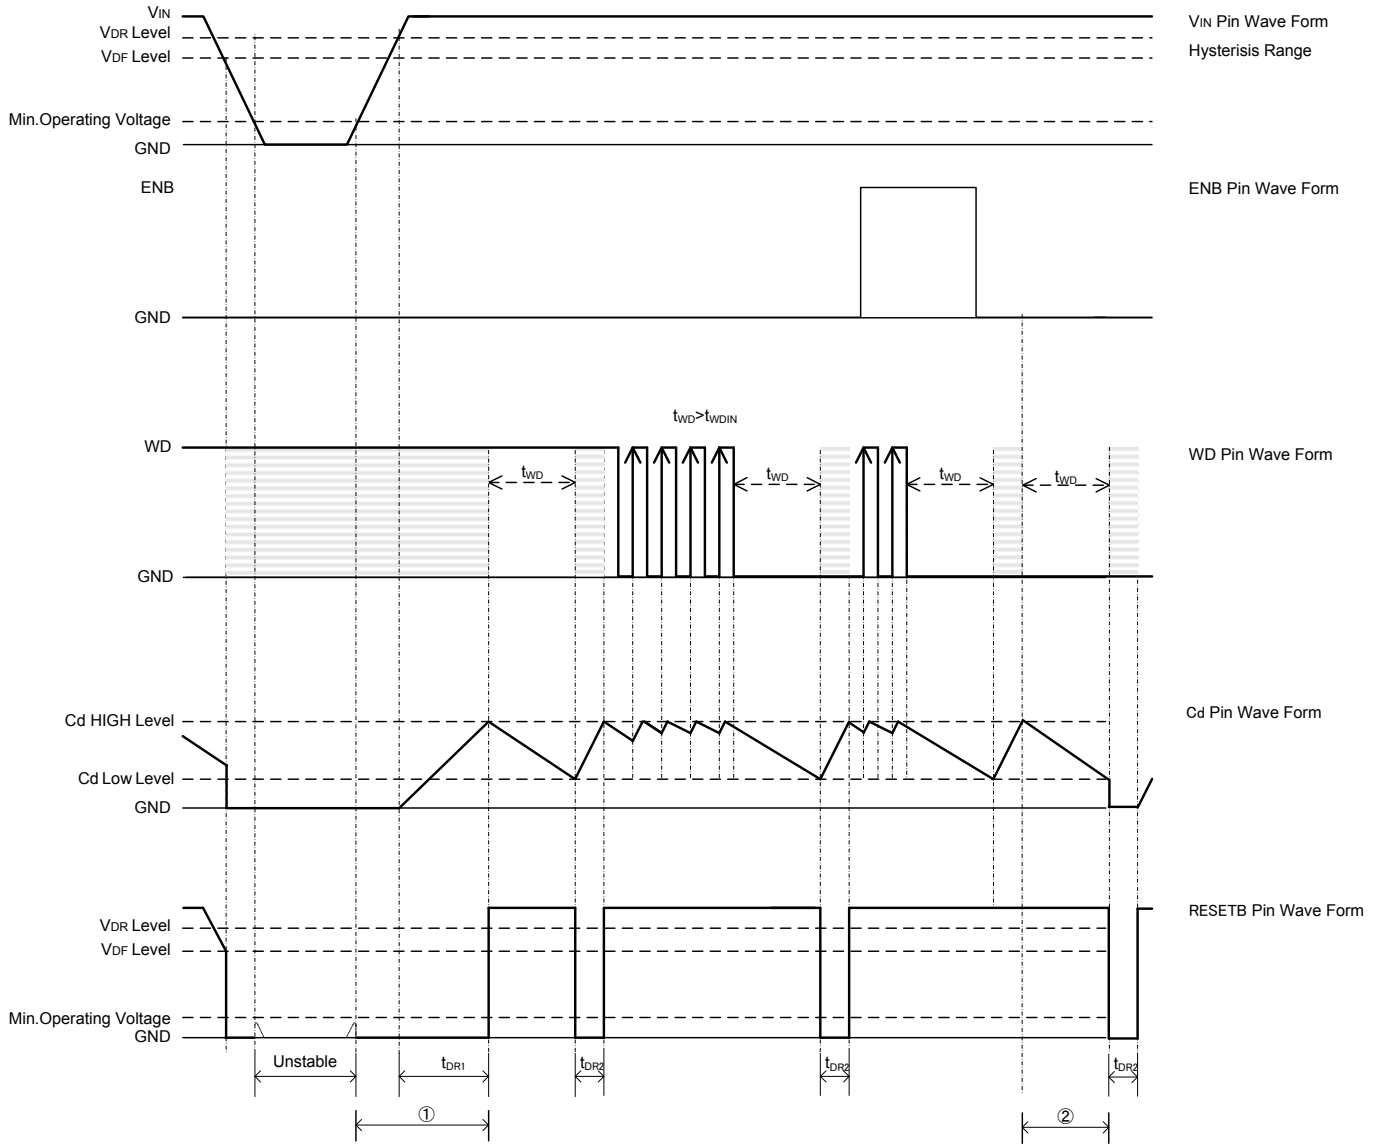 VIN
VIN Pin Wave Form
VDR Level
Hysterisis Range
VDF Level
Min.Operating Voltage
GND
ENB
ENB Pin Wave Form
GND
tWD>tWDIN
WD
WD Pin Wave Form
tWD
tWD
tWD
tWD
GND
Cd HIGH Level
Cd Pin Wave Form
Cd Low Level
GND
RESETB Pin Wave Form
VDR Level
VDF Level
Min.Operating Voltage
GND
Unstable
tDR1
tDR2
tDR2
tDR2
①
②